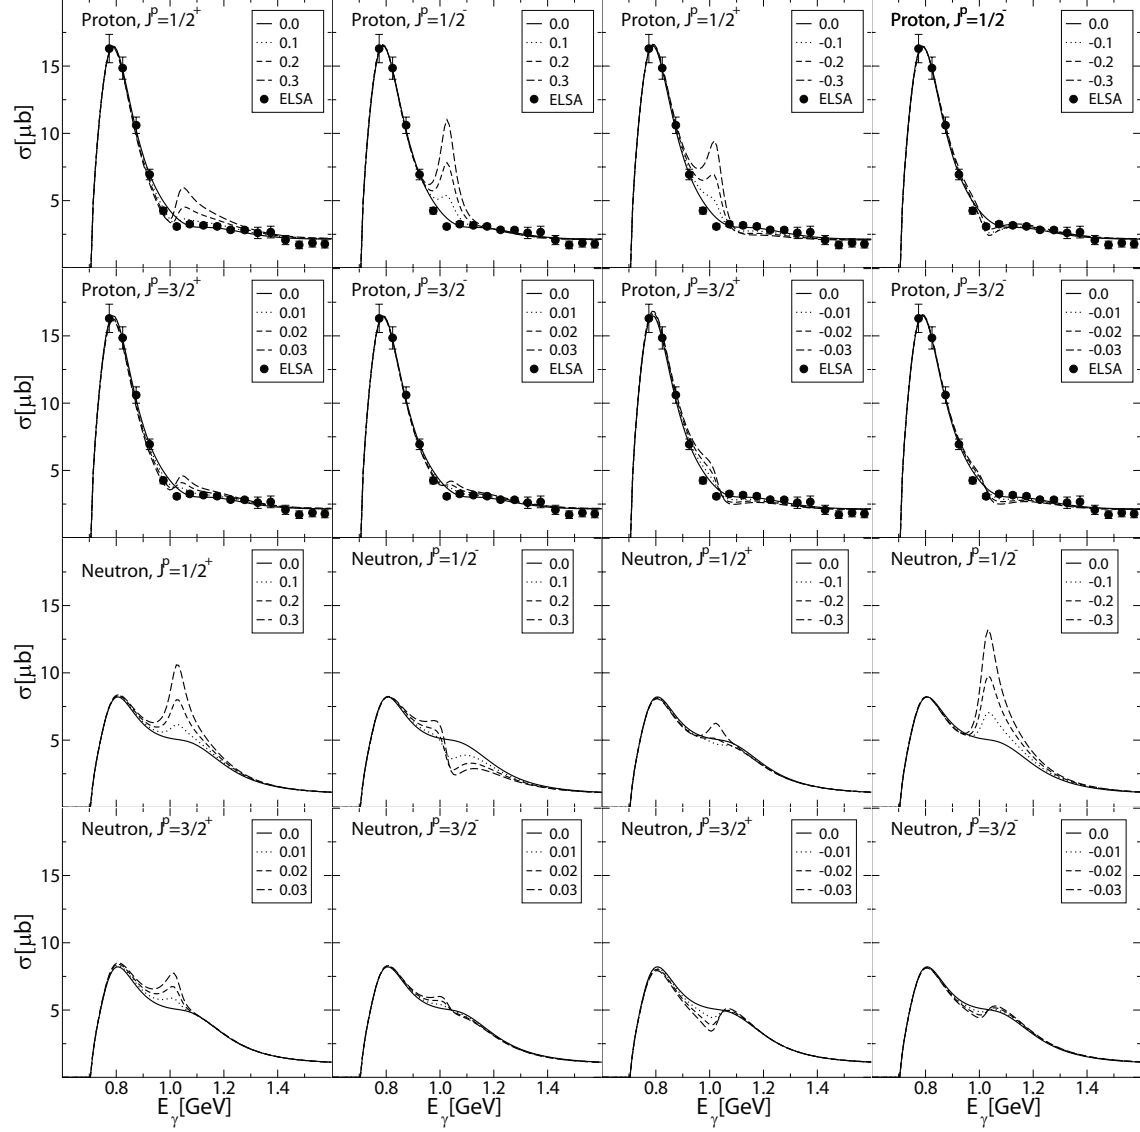 Proton, J^p=1/2^+
0.0
0.1
0.2
0.3
ELSA
Proton, J^p=1/2^-
0.0
0.1
0.2
0.3
ELSA
Proton, J^p=1/2^+
0.0
-0.1
-0.2
-0.3
ELSA
Proton, J^p=1/2^-
0.0
-0.1
-0.2
-0.3
ELSA
15
10
5
σ[μb]
Proton, J^p=3/2^+
0.0
0.01
0.02
0.03
ELSA
Proton, J^p=3/2^-
0.0
0.01
0.02
0.03
ELSA
Proton, J^p=3/2^+
0.0
-0.01
-0.02
-0.03
ELSA
Proton, J^p=3/2^-
0.0
-0.01
-0.02
-0.03
ELSA
15
10
5
σ[μb]
Neutron, J^p=1/2^+
0.0
0.1
0.2
0.3
Neutron, J^p=1/2^-
0.0
0.1
0.2
0.3
Neutron, J^p=1/2^+
0.0
-0.1
-0.2
-0.3
Neutron, J^p=1/2^-
0.0
-0.1
-0.2
-0.3
15
10
5
σ[μb]
Neutron, J^p=3/2^+
0.0
0.01
0.02
0.03
Neutron, J^p=3/2^-
0.0
0.01
0.02
0.03
Neutron, J^p=3/2^+
0.0
-0.01
-0.02
-0.03
Neutron, J^p=3/2^-
0.0
-0.01
-0.02
-0.03
15
10
5
σ[μb]
0.8 1.0 1.2 1.4
0.8 1.0 1.2 1.4
0.8 1.0 1.2 1.4
0.8 1.0 1.2 1.4
E_γ[GeV]
E_γ[GeV]
E_γ[GeV]
E_γ[GeV]